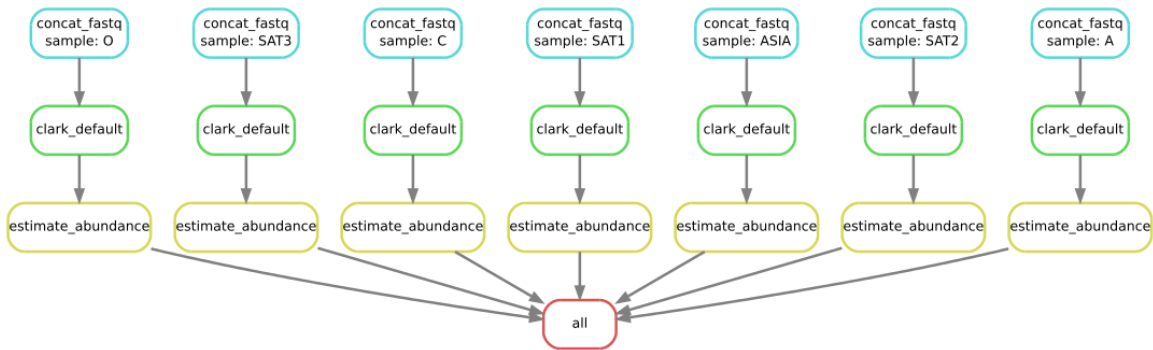 concat_fastq
sample: O
concat_fastq
sample: SAT3
concat_fastq
sample: C
concat_fastq
sample: SAT1
concat_fastq
sample: ASIA
concat_fastq
sample: SAT2
concat_fastq
sample: A
clark_default
clark_default
clark_default
clark_default
clark_default
clark_default
clark_default
estimate_abundance
estimate_abundance
estimate_abundance
estimate_abundance
estimate_abundance
estimate_abundance
estimate_abundance
all